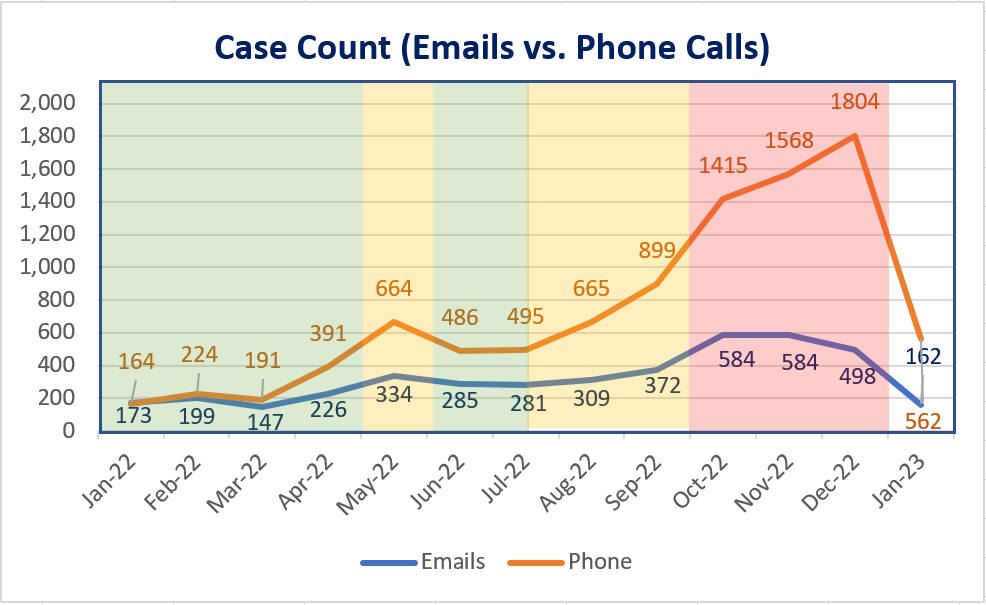 Case Count (Emails vs. Phone Calls)
2,000
1,800
1,600
1,400
1,200
1,000
800
600
400
200
0
164
224
191
391
664
486
495
665
899
1415
1568
1804
562
173
199
147
226
334
285
281
309
372
584
584
498
162
Jan-22
Feb-22
Mar-22
Apr-22
May-22
Jun-22
Jul-22
Aug-22
Sep-22
Oct-22
Nov-22
Dec-22
Jan-23
Emails
Phone